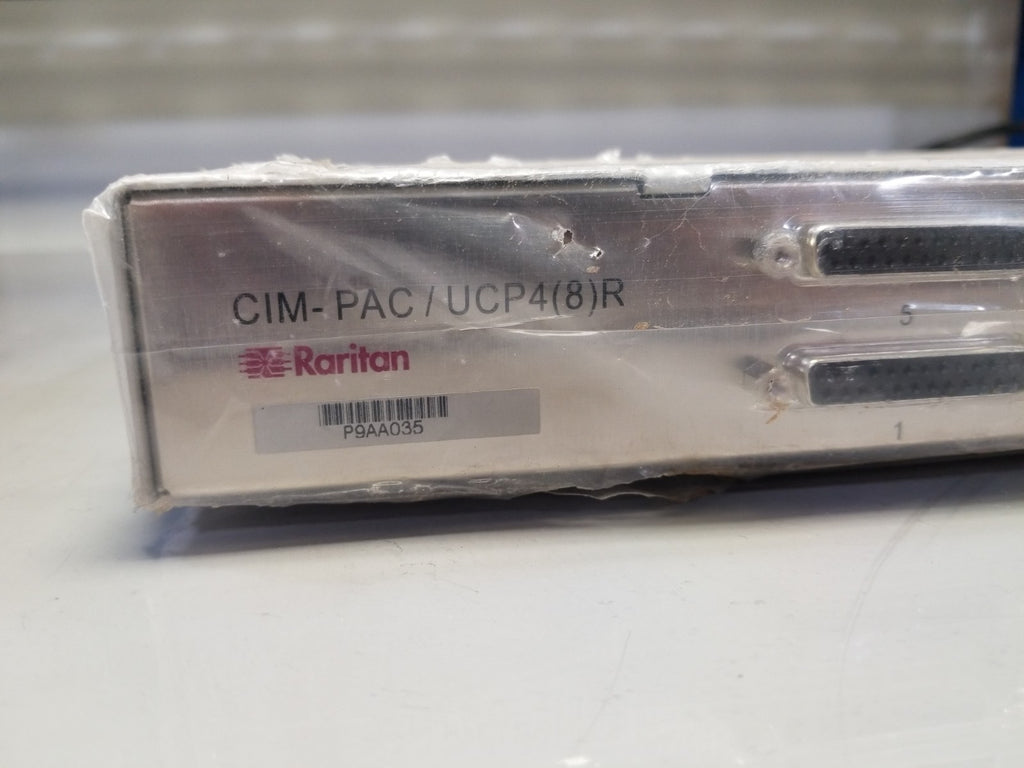 CIM- PAC / UCP4(8)R
Raritan
P9AA035
5
1